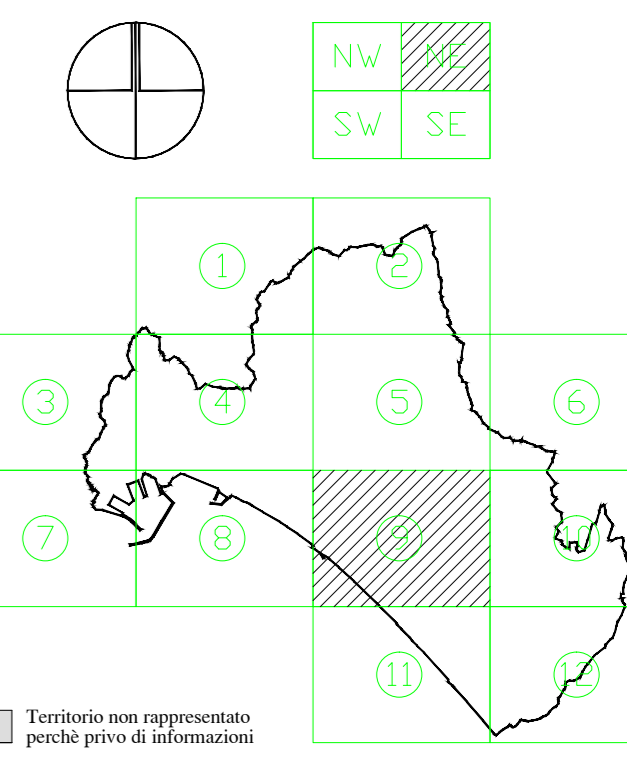 NW NE
SW SE
1 2
3 4 5 6
7 8 9 10
11 12
Territorio non rappresentato
perchè privo di informazioni